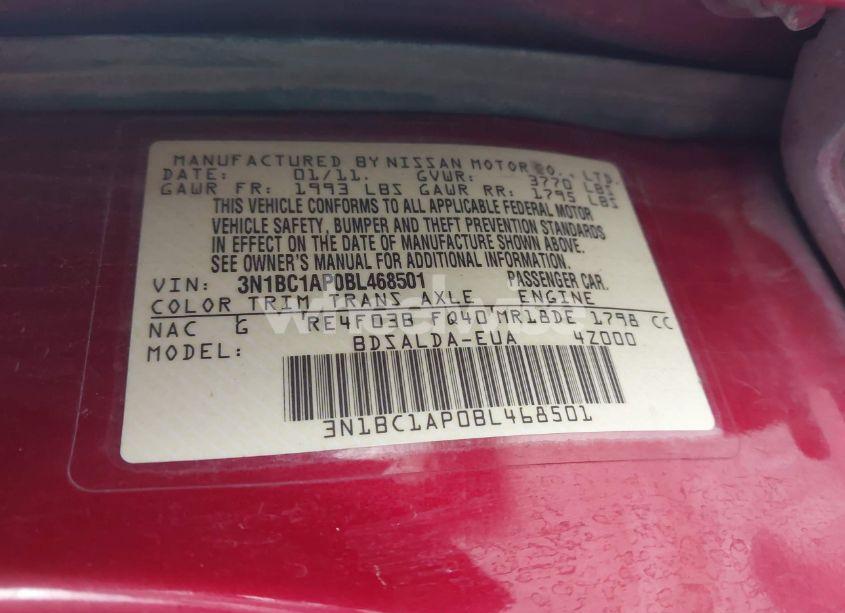 MANUFACTURED BY NISSAN MOTOR CO., LTD.
DATE: 01/11. GVWR: 3770 LBS
GAWR FR: 1993 LBS GAWR RR: 1795 LBS
THIS VEHICLE CONFORMS TO ALL APPLICABLE FEDERAL MOTOR
VEHICLE SAFETY, BUMPER AND THEFT PREVENTION STANDARDS
IN EFFECT ON THE DATE OF MANUFACTURE SHOWN ABOVE.
SEE OWNER'S MANUAL FOR ADDITIONAL INFORMATION.
VIN: 3N1BC1AP0BL468501 PASSENGER CAR.
COLOR TRIM TRANS AXLE ENGINE
NAC G RE4F03B FQ40 MR18DE 1798 CC
MODEL: BDSALDA-EUA 4Z000
3N1BC1AP0BL468501